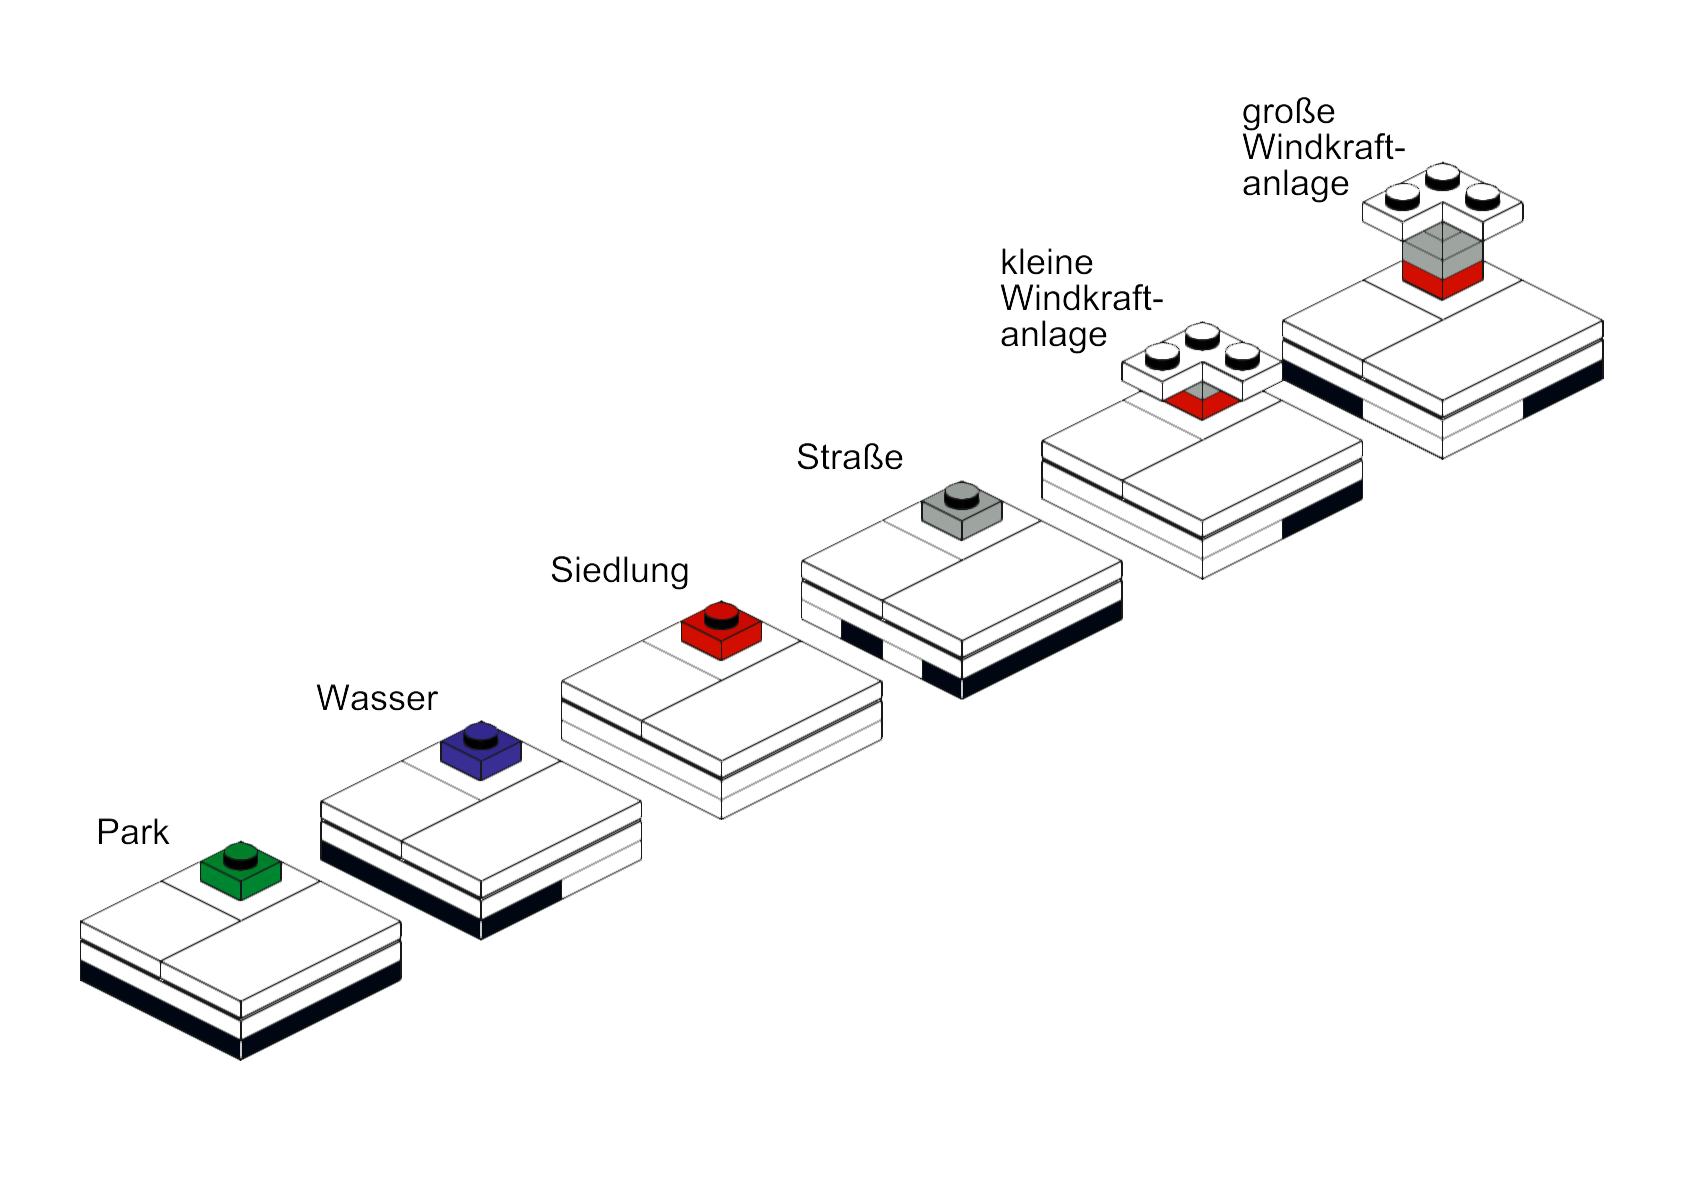 große
Windkraft-
anlage
kleine
Windkraft-
anlage
Straße
Siedlung
Wasser
Park